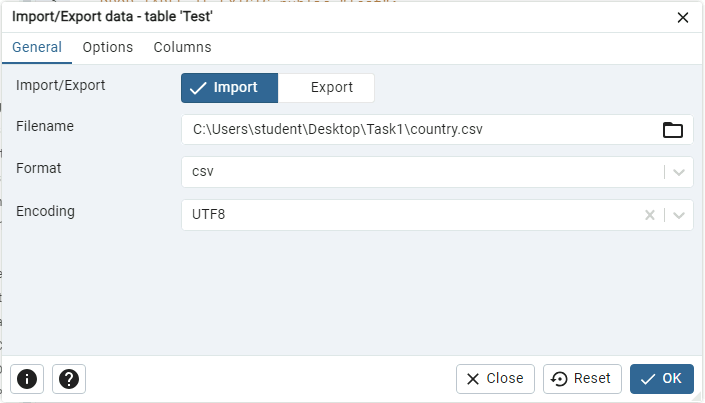 Import/Export data - table 'Test'
General Options Columns
Import/Export Import Export
Filename C:\Users\student\Desktop\Task1\country.csv
Format csv
Encoding UTF8
Close Reset OK